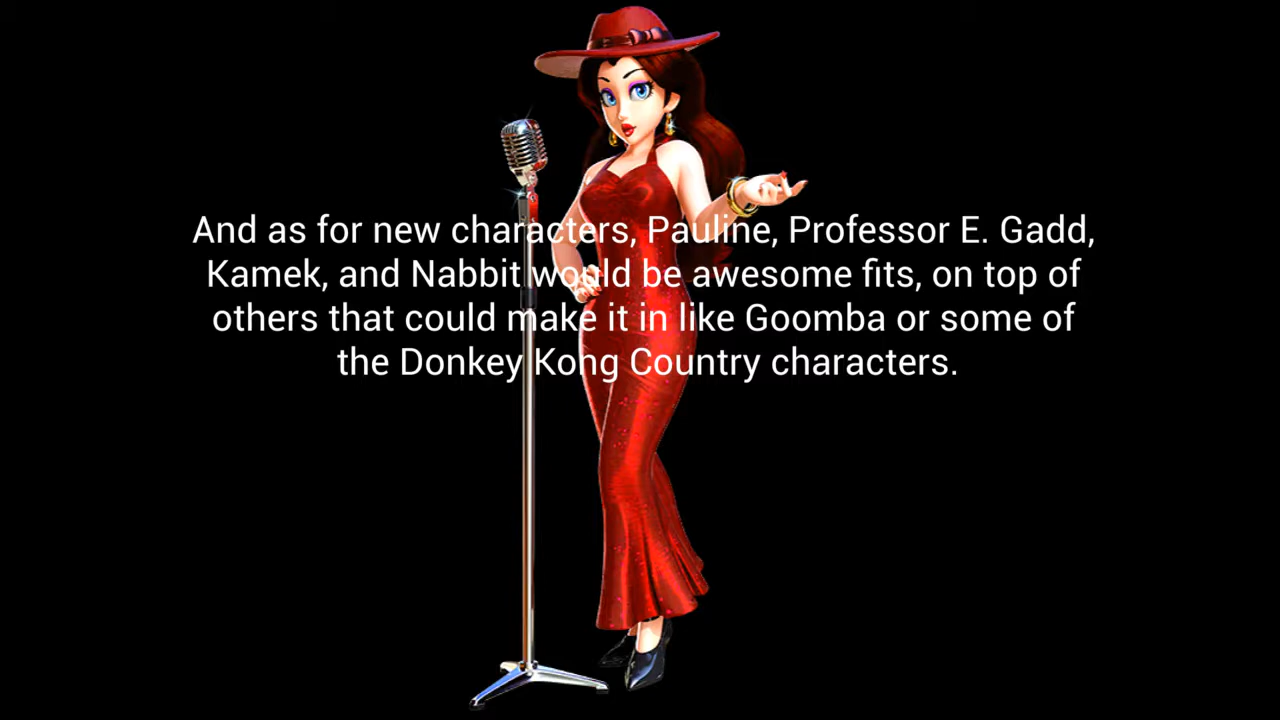 And as for new characters, Pauline, Professor E. Gadd,
Kamek, and Nabbit would be awesome fits, on top of
others that could make it in like Goomba or some of
the Donkey Kong Country characters.